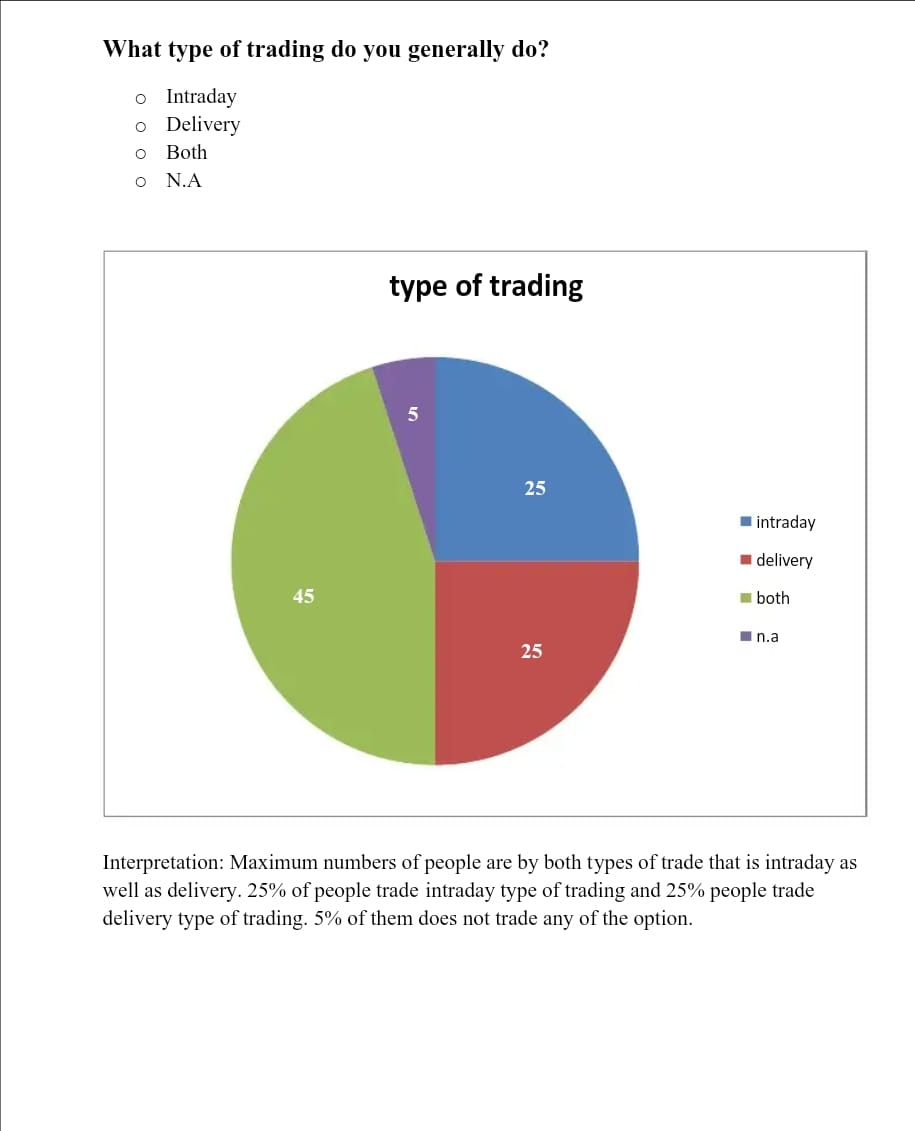 What type of trading do you generally do?
o Intraday
o Delivery
o Both
o N.A
type of trading
5
25
45
25
intraday
delivery
both
n.a
Interpretation: Maximum numbers of people are by both types of trade that is intraday as
well as delivery. 25% of people trade intraday type of trading and 25% people trade
delivery type of trading. 5% of them does not trade any of the option.